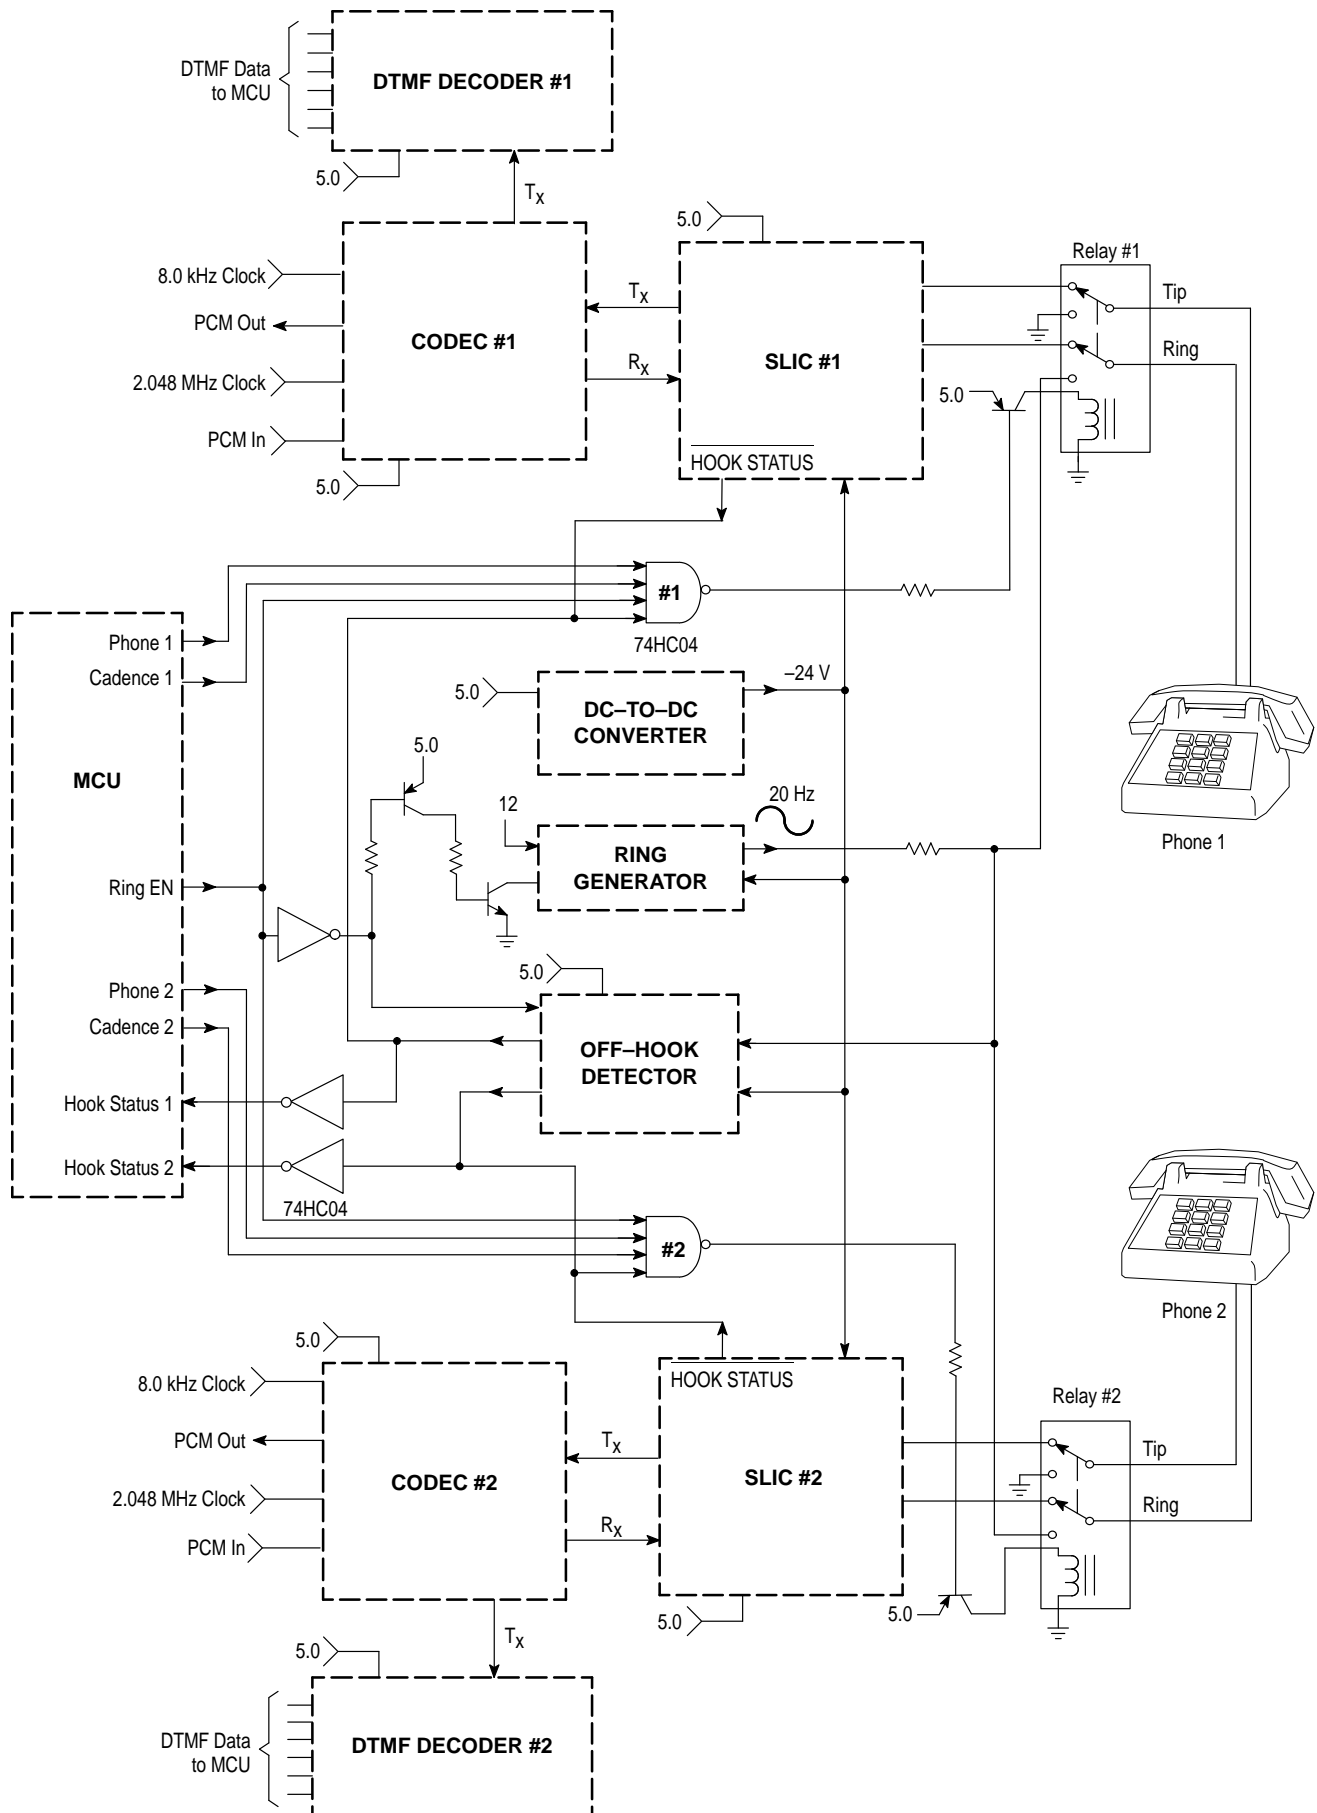 DTMF Data
to MCU
DTMF DECODER #1
5.0
Tx
5.0
8.0 kHz Clock
PCM Out
2.048 MHz Clock
PCM In
CODEC #1
5.0
Tx
Rx
SLIC #1
HOOK STATUS
Relay #1
Tip
Ring
5.0
#1
74HC04
Phone 1
Cadence 1
MCU
Ring EN
Phone 2
Cadence 2
Hook Status 1
Hook Status 2
5.0
DC–TO–DC
CONVERTER
–24 V
5.0
12
RING
GENERATOR
20 Hz
Phone 1
5.0
OFF–HOOK
DETECTOR
74HC04
#2
Phone 2
5.0
8.0 kHz Clock
PCM Out
2.048 MHz Clock
PCM In
CODEC #2
Tx
Rx
HOOK STATUS
SLIC #2
5.0
Relay #2
Tip
Ring
5.0
Tx
5.0
DTMF Data
to MCU
DTMF DECODER #2